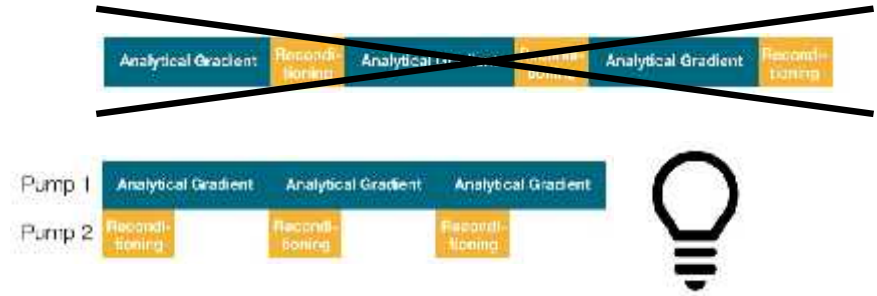 Analytical Gradient Recondi- Analytical Gradient Analytical Gradient Recondi-
tioning tioning
Pump 1 Analytical Gradient Analytical Gradient Analytical Gradient
Pump 2 Recondi- Recondi- Recondi-
tioning tioning tioning